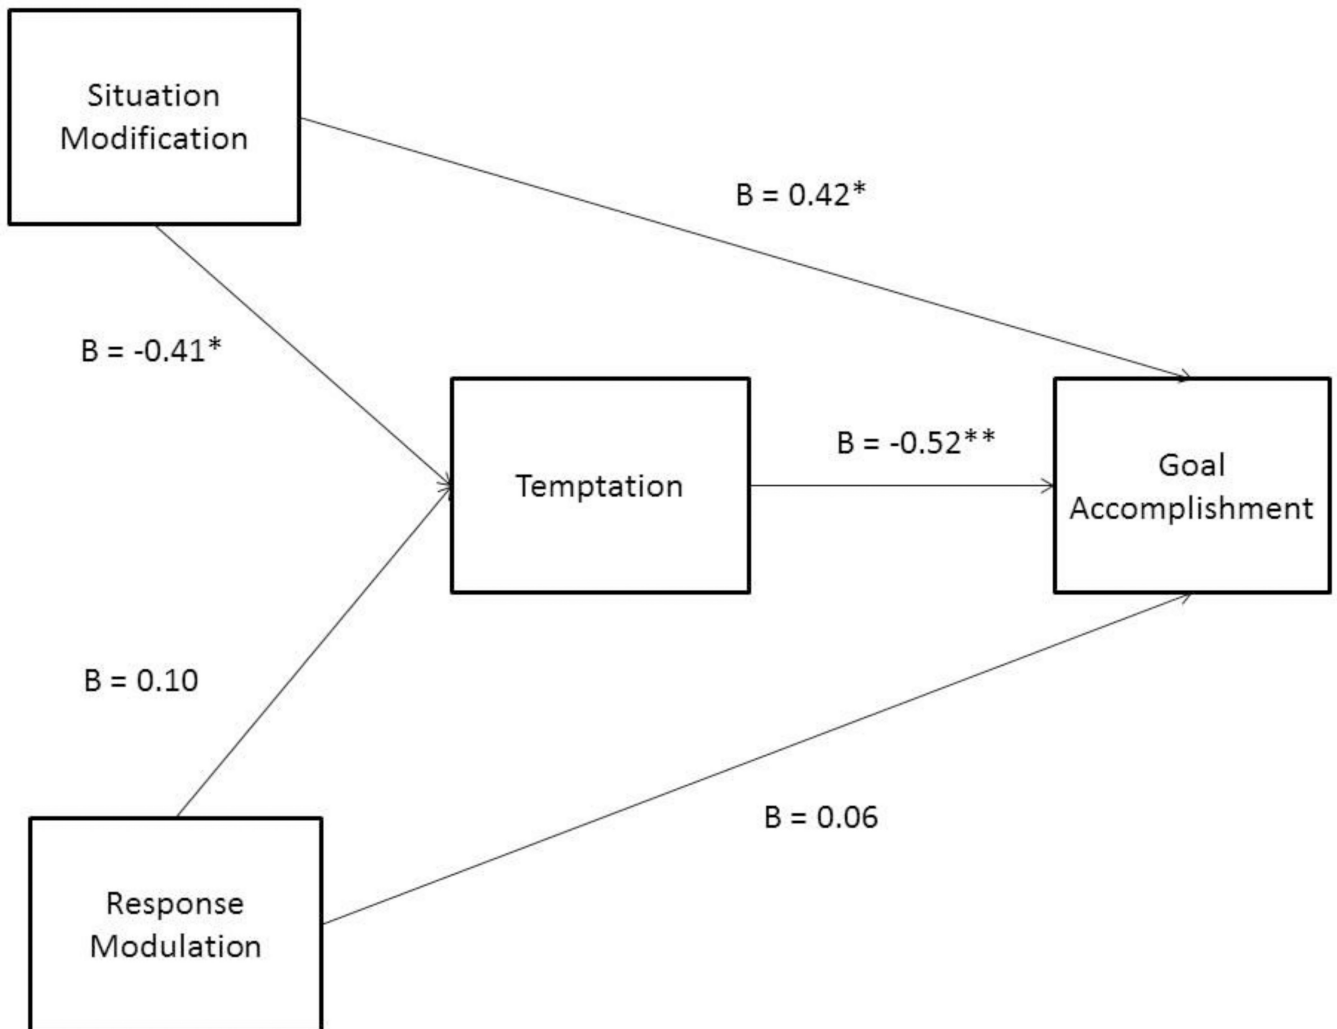 Situation
Modification
B = 0.42*
B = -0.41*
Temptation
B = -0.52**
Goal
Accomplishment
B = 0.10
B = 0.06
Response
Modulation